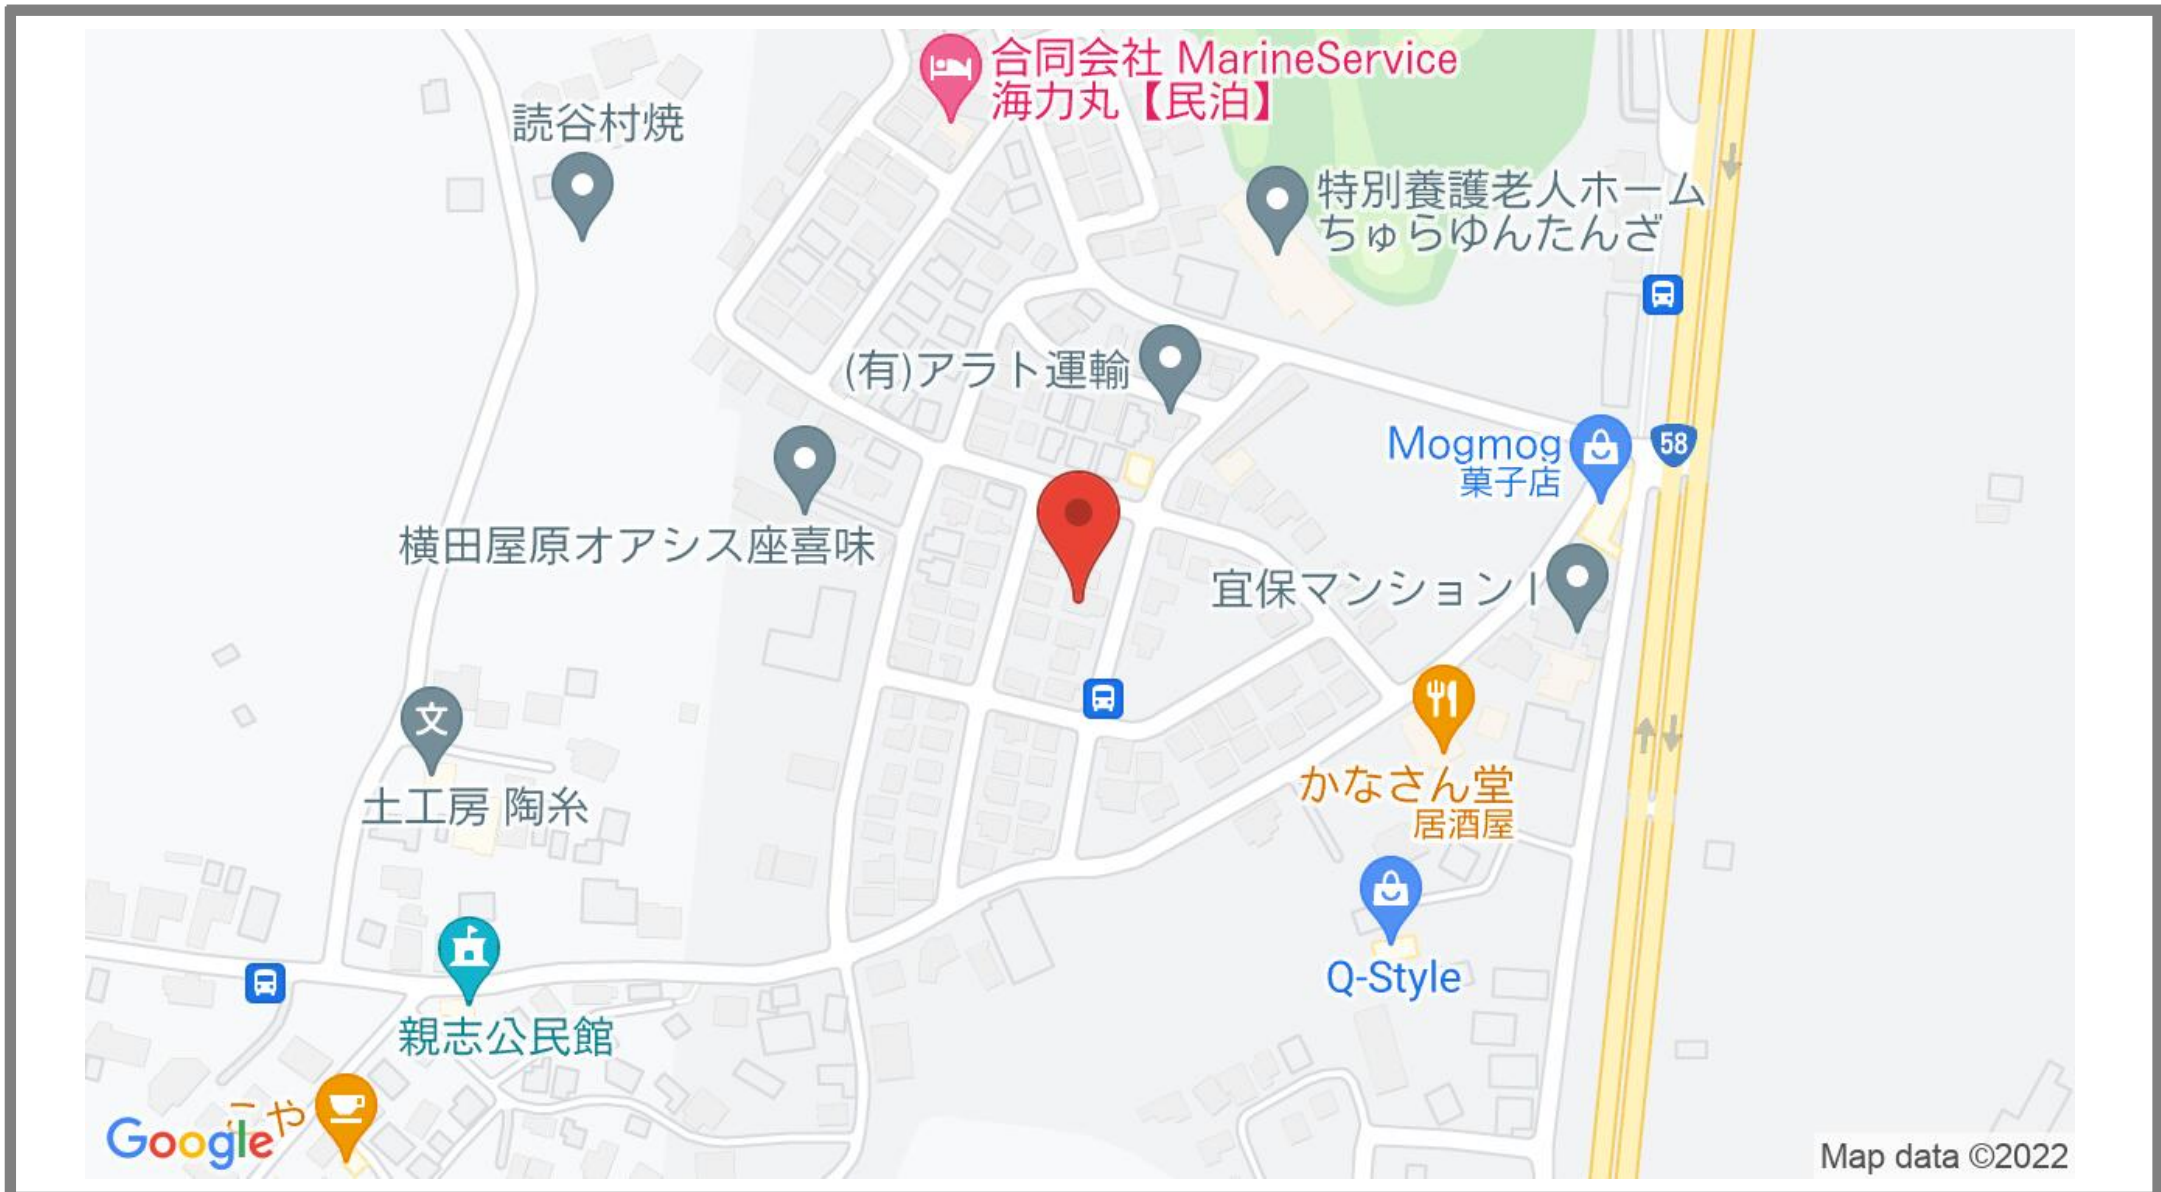 合同会社 MarineService
海力丸【民泊】
読谷村焼
特別養護老人ホーム
ちゅらゆんたんざ
(有)アラト運輸
Mogmog
菓子店
58
横田屋原オアシス座喜味
宜保マンションI
文
かなさん堂
居酒屋
土工房 陶糸
Q-Style
親志公民館
や
Google
Map data ©2022